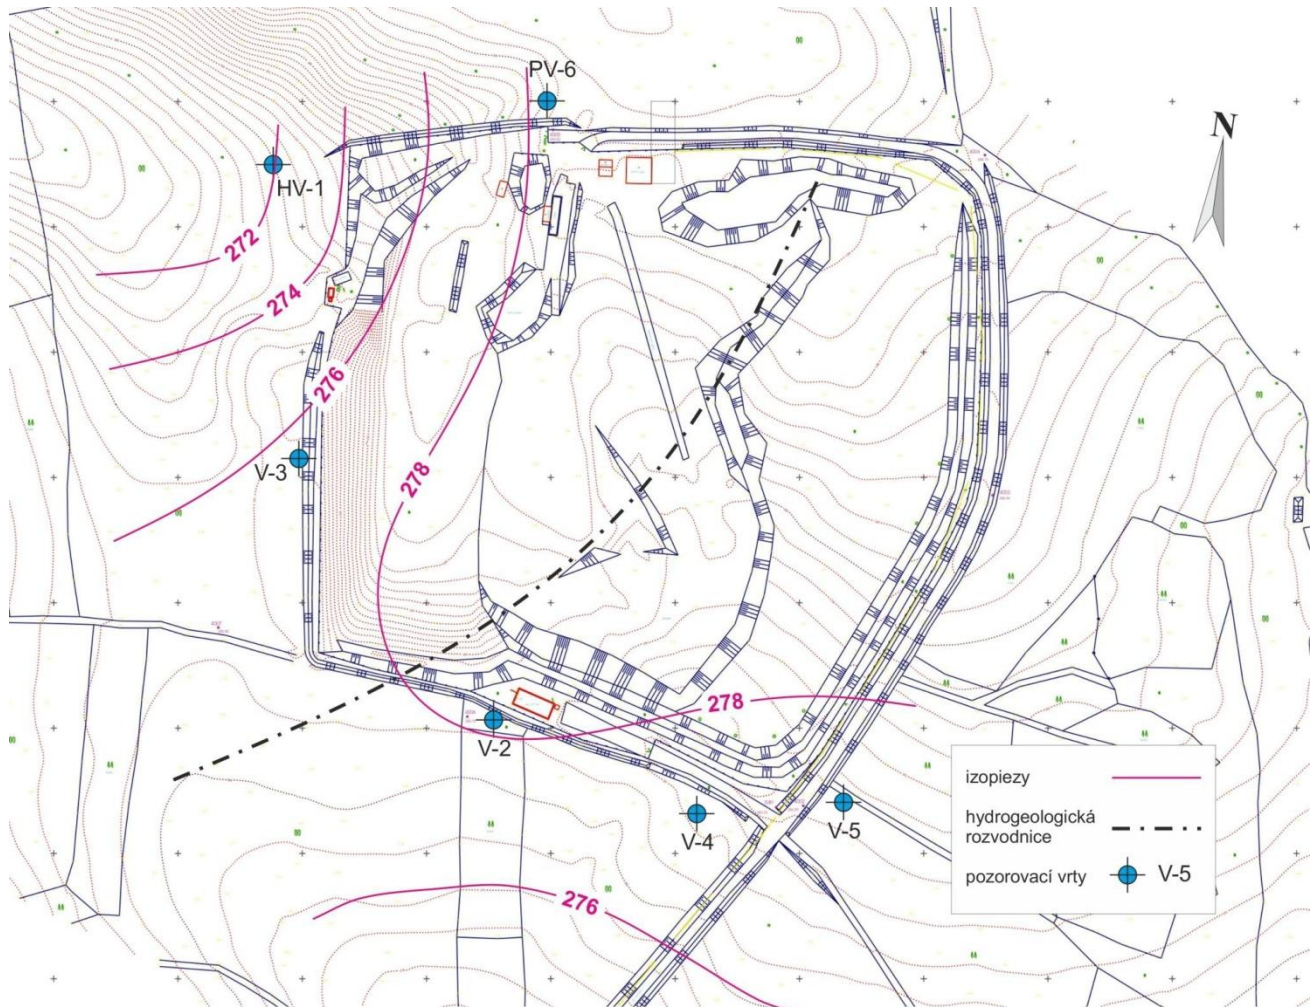 PV-6
N
HV-1
272
274
276
V-3
278
278
V-2
V-4
V-5
276
izopiezy
hydrogeologická
rozvodnice
pozorovací vrty V-5